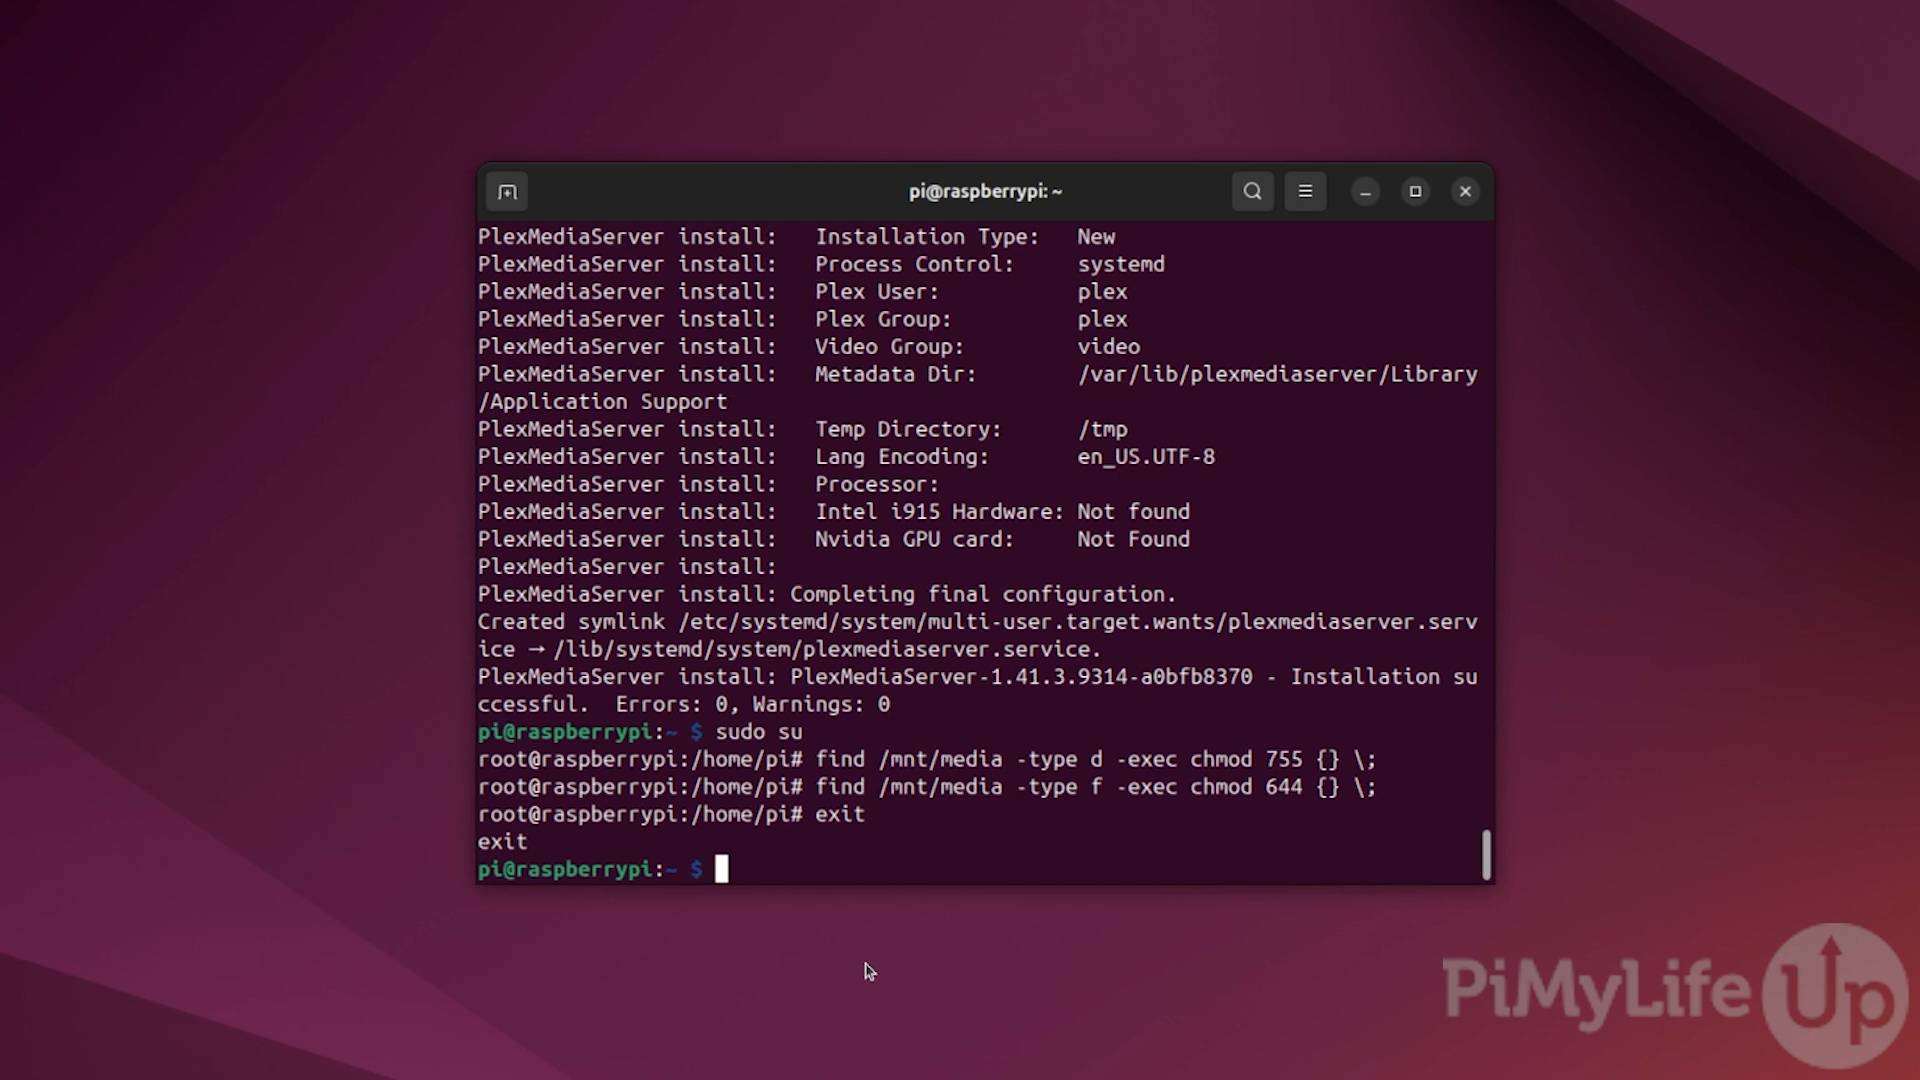 pi@raspberrypi: ~
PlexMediaServer install:   Installation Type:   New
PlexMediaServer install:   Process Control:     systemd
PlexMediaServer install:   Plex User:           plex
PlexMediaServer install:   Plex Group:          plex
PlexMediaServer install:   Video Group:         video
PlexMediaServer install:   Metadata Dir:        /var/lib/plexmediaserver/Library
/Application Support
PlexMediaServer install:   Temp Directory:      /tmp
PlexMediaServer install:   Lang Encoding:       en_US.UTF-8
PlexMediaServer install:   Processor:
PlexMediaServer install:   Intel i915 Hardware: Not found
PlexMediaServer install:   Nvidia GPU card:     Not Found
PlexMediaServer install:
PlexMediaServer install: Completing final configuration.
Created symlink /etc/systemd/system/multi-user.target.wants/plexmediaserver.serv
ice → /lib/systemd/system/plexmediaserver.service.
PlexMediaServer install: PlexMediaServer-1.41.3.9314-a0bfb8370 - Installation su
ccessful.  Errors: 0, Warnings: 0
pi@raspberrypi:~ $ sudo su
root@raspberrypi:/home/pi# find /mnt/media -type d -exec chmod 755 {} \;
root@raspberrypi:/home/pi# find /mnt/media -type f -exec chmod 644 {} \;
root@raspberrypi:/home/pi# exit
exit
pi@raspberrypi:~ $
PiMyLifeUp